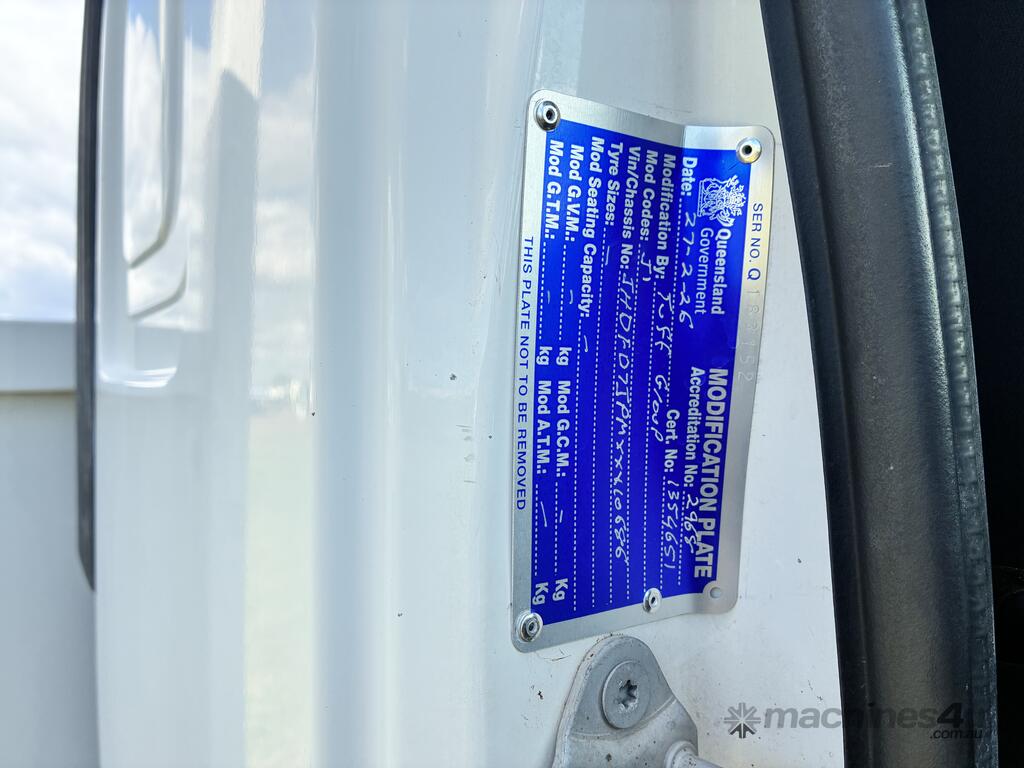 SER NO. Q
Queensland
Government
MODIFICATION PLATE
Accreditation No: 2965
Date: 27-2-26 Cert. No: 1354651
Modification By: Group
Mod Codes: J1
Vin/Chassis No: JHDFD7JPMXXX10686
Tyre Sizes: -
Mod Seating Capacity: -
Mod G.V.M.: - kg Mod G.C.M.: - Kg
Mod G.T.M.: - kg Mod A.T.M.: - Kg
THIS PLATE NOT TO BE REMOVED
machines4u
.com.au